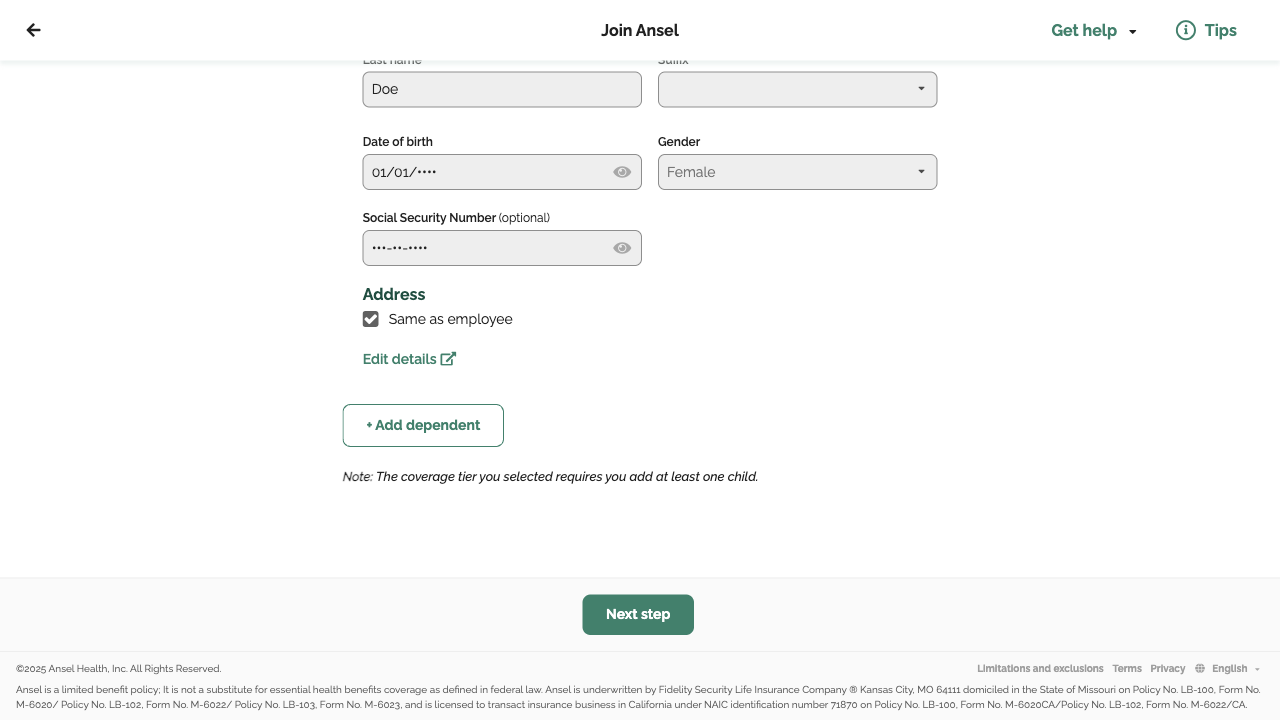 Join Ansel
Get help
Tips
Last name
Suffix
Doe
Date of birth
Gender
01/01/••••
Female
Social Security Number (optional)
•••-••-••••
Address
Same as employee
Edit details
+ Add dependent
Note: The coverage tier you selected requires you add at least one child.
Next step
©2025 Ansel Health, Inc. All Rights Reserved.
Limitations and exclusions Terms Privacy English
Ansel is a limited benefit policy; It is not a substitute for essential health benefits coverage as defined in federal law. Ansel is underwritten by Fidelity Security Life Insurance Company ® Kansas City, MO 64111 domiciled in the State of Missouri on Policy No. LB-100, Form No.
M-6020/ Policy No. LB-102, Form No. M-6022/ Policy No. LB-103, Form No. M-6023, and is licensed to transact insurance business in California under NAIC identification number 71870 on Policy No. LB-100, Form No. M-6020CA/Policy No. LB-102, Form No. M-6022/CA.